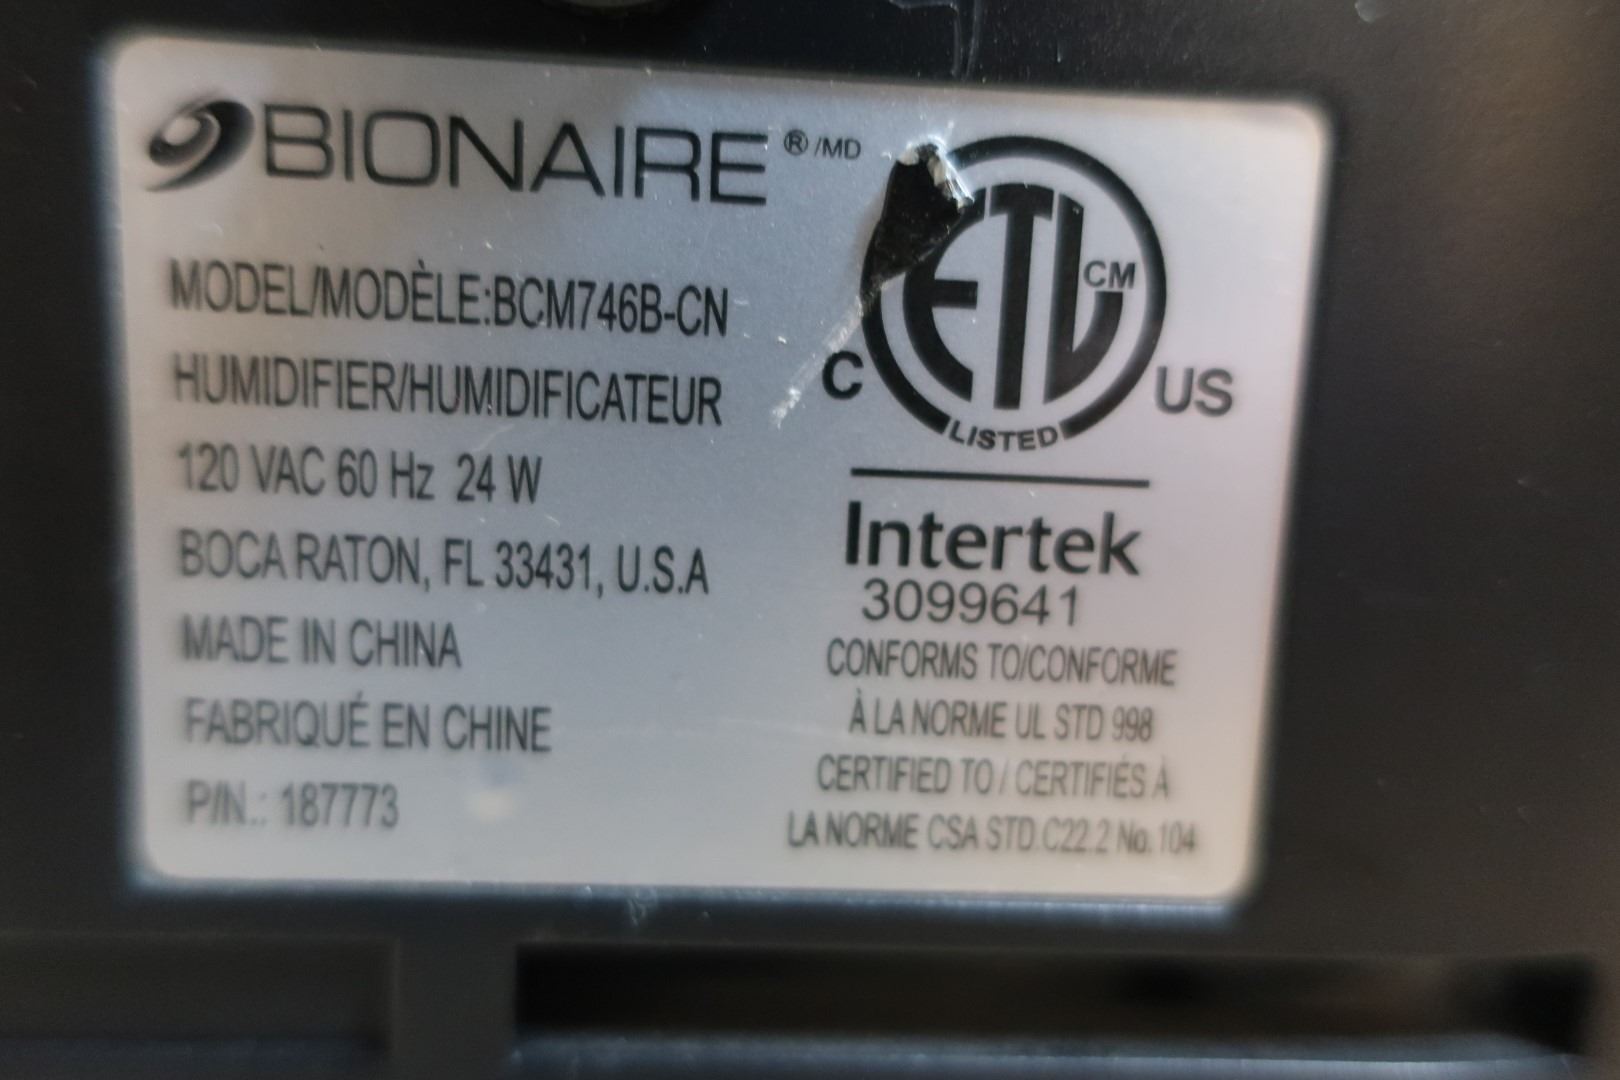 BIONAIRE ®/MD
MODEL/MODÈLE:BCM746B-CN
HUMIDIFIER/HUMIDIFICATEUR
120 VAC 60 Hz 24 W
BOCA RATON, FL 33431, U.S.A
MADE IN CHINA
FABRIQUÉ EN CHINE
P/N.: 187773
ETL CM
C US
LISTED
Intertek
3099641
CONFORMS TO/CONFORME
À LA NORME UL STD 998
CERTIFIED TO / CERTIFIÉS À
LA NORME CSA STD.C22.2 No.104